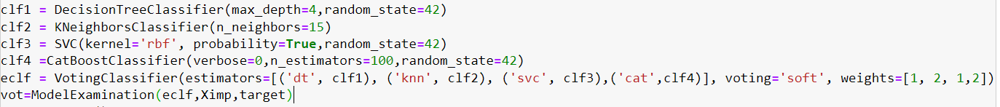 clf1 = DecisionTreeClassifier(max_depth=4,random_state=42)
clf2 = KNeighborsClassifier(n_neighbors=15)
clf3 = SVC(kernel='rbf', probability=True,random_state=42)
clf4 =CatBoostClassifier(verbose=0,n_estimators=100,random_state=42)
eclf = VotingClassifier(estimators=[('dt', clf1), ('knn', clf2), ('svc', clf3),('cat',clf4)], voting='soft', weights=[1, 2, 1,2])
vot=ModelExamination(eclf,Ximp,target)